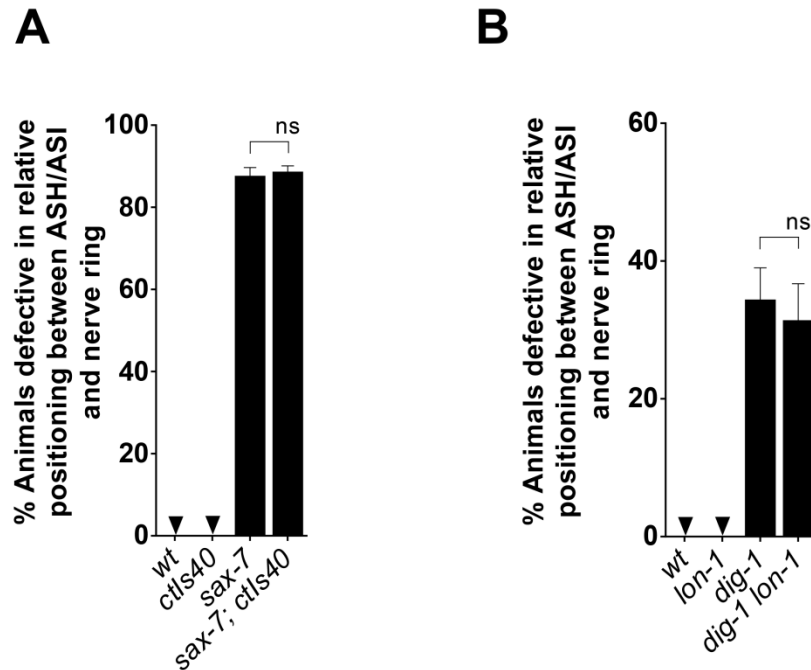 A
% Animals defective in relative
positioning between ASH/ASI
and nerve ring
100
80
60
40
20
0
ns
wt
ctIs40
sax-7
sax-7; ctIs40
B
% Animals defective in relative
positioning between ASH/ASI
and nerve ring
60
40
20
0
ns
wt
lon-1
dig-1
dig-1 lon-1